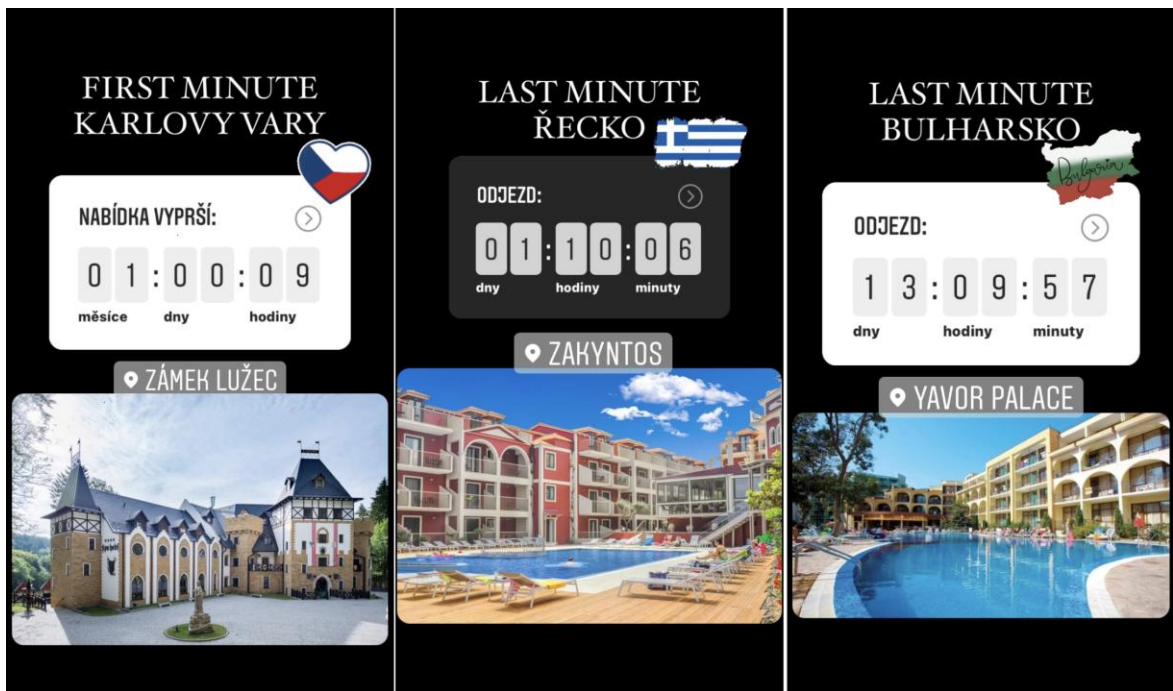 FIRST MINUTE
KARLOVY VARY
NABÍDKA VYPRŠÍ:
01:00:09
měsíce dny hodiny
ZÁMEK LUŽEC
LAST MINUTE
ŘECKO
ODJEZD:
01:10:06
dny hodiny minuty
ZAKYNTOS
LAST MINUTE
BULHARSKO
Bulgaria
ODJEZD:
13:09:57
dny hodiny minuty
YAVOR PALACE